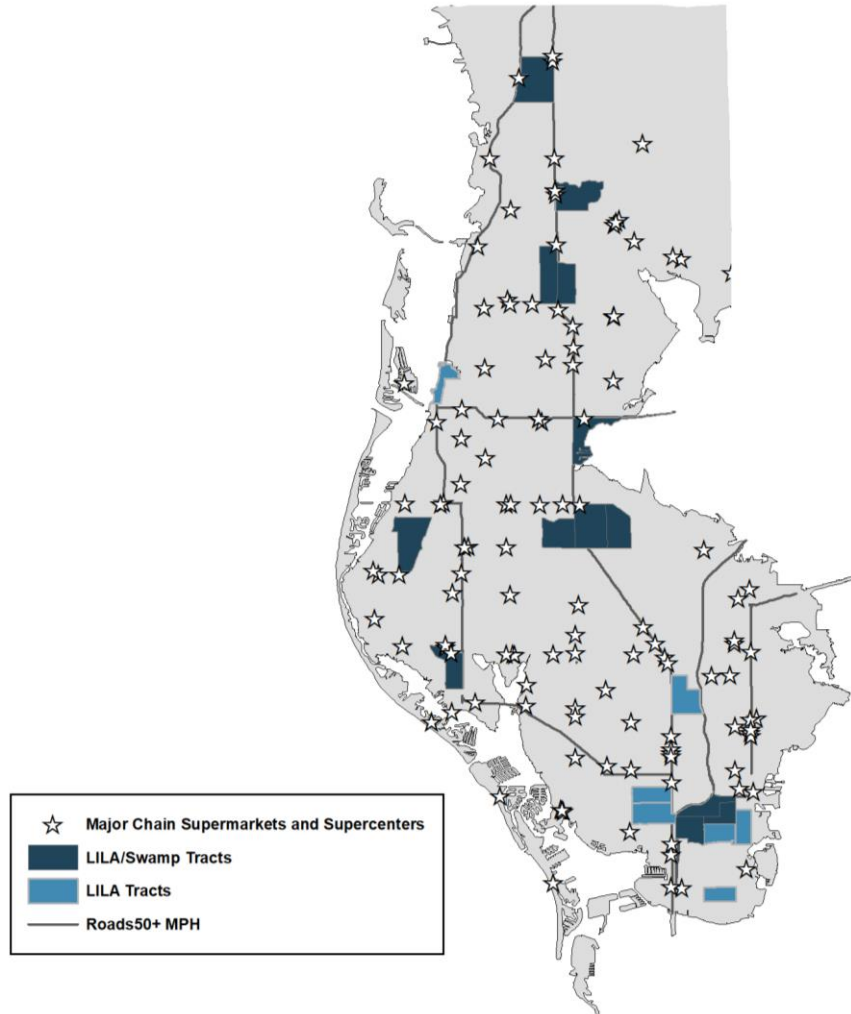 Major Chain Supermarkets and Supercenters
LILA/Swamp Tracts
LILA Tracts
Roads50+ MPH